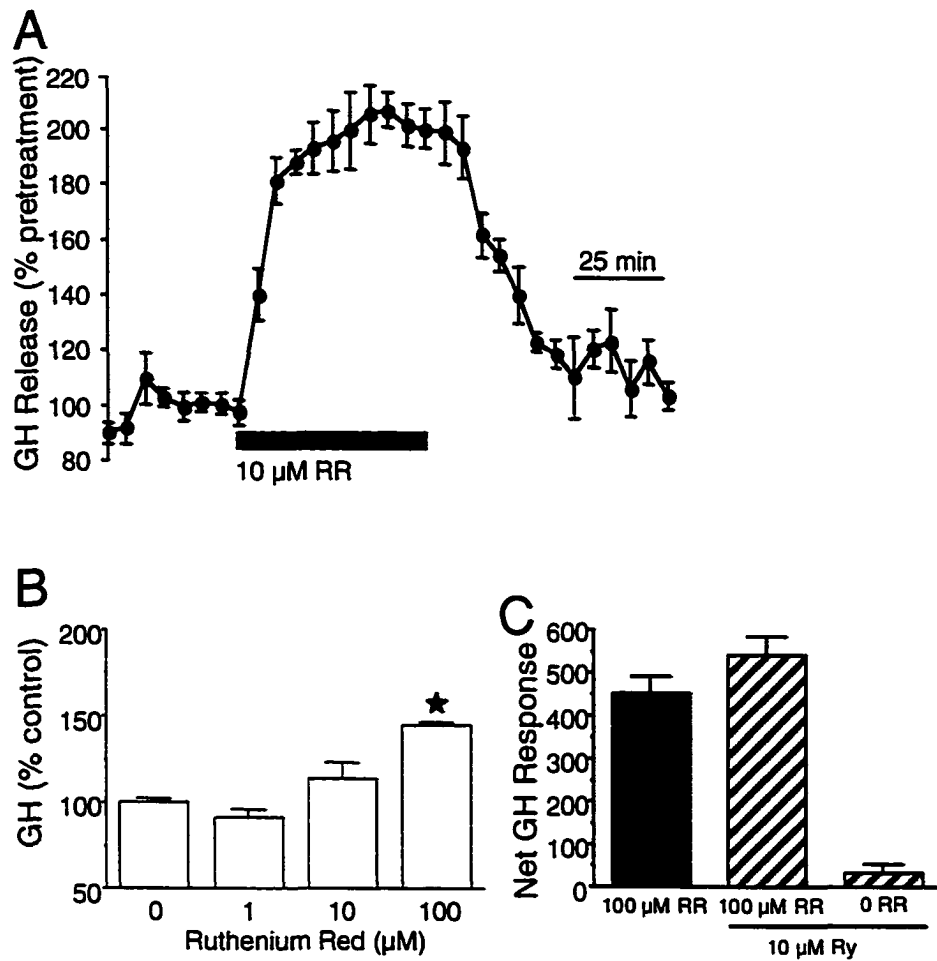 A
GH Release (% pretreatment)
220
200
180
160
140
120
100
80
25 min
10 µM RR
B
GH (% control)
200
150
100
50
0 1 10 100
Ruthenium Red (µM)
C
Net GH Response
600
500
400
300
200
100
0
100 µM RR 100 µM RR 0 RR
10 µM Ry